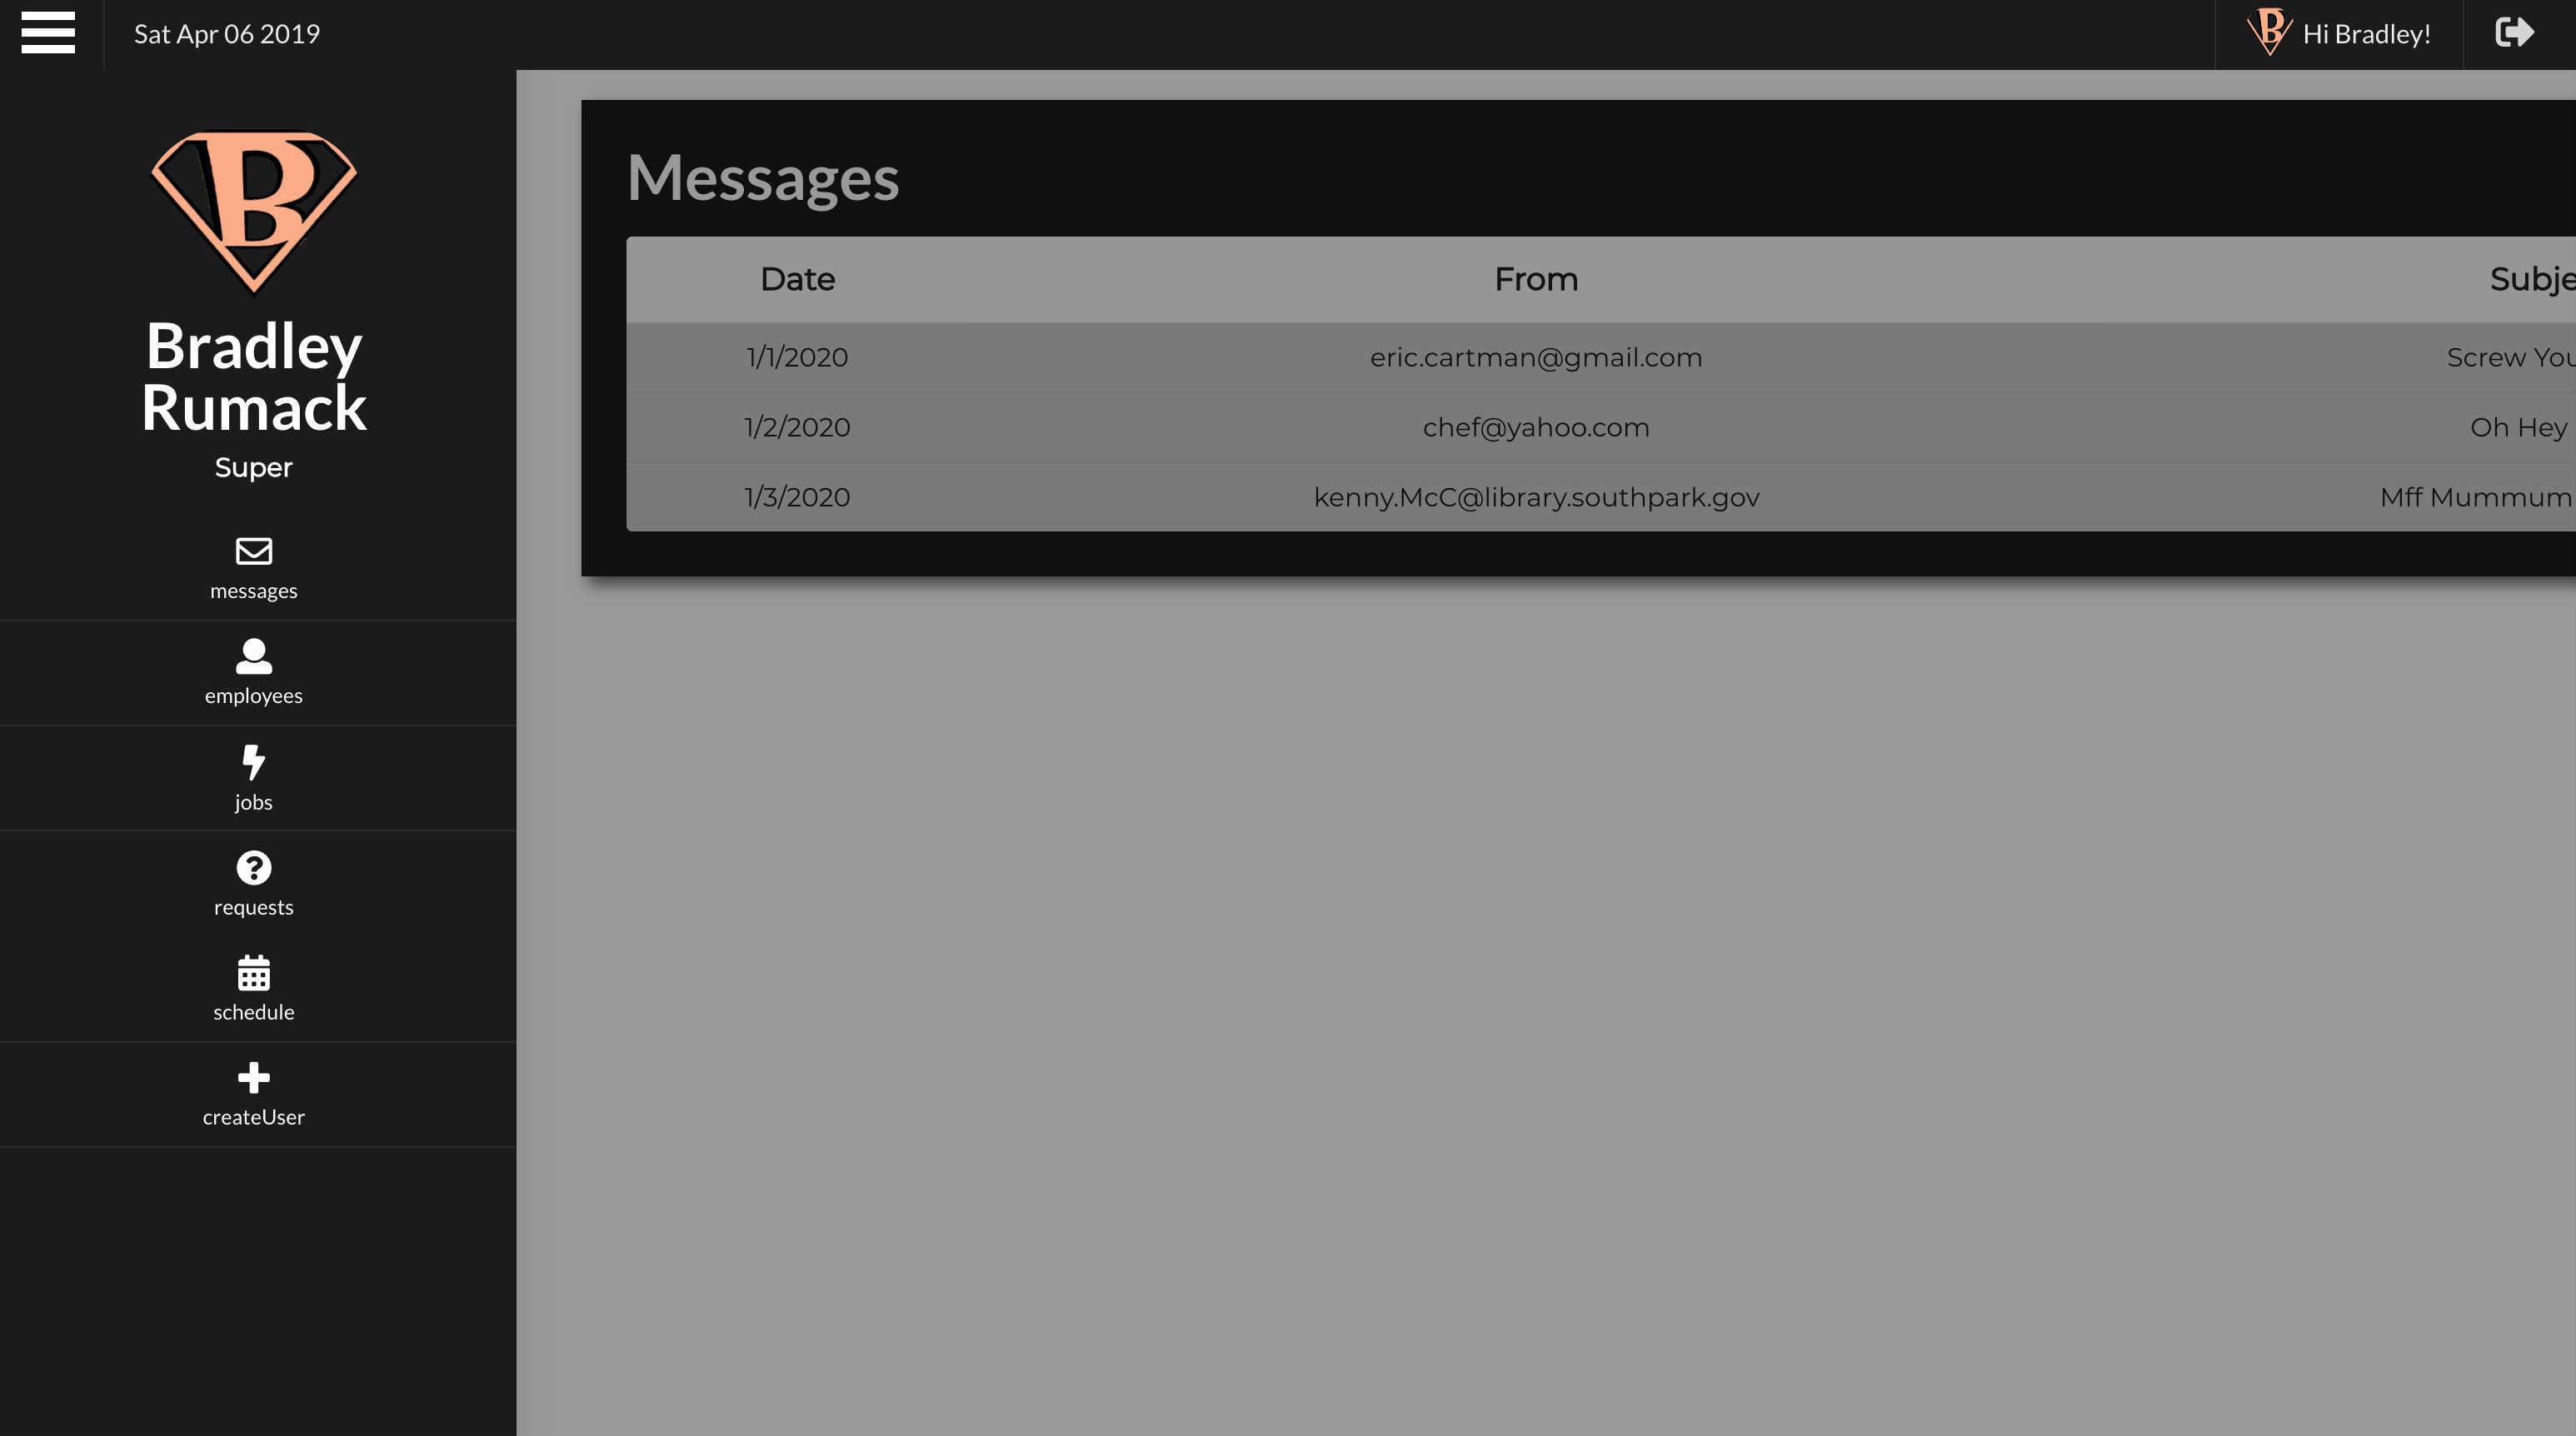 Sat Apr 06 2019
B Hi Bradley!
B
Bradley
Rumack
Super
messages
employees
jobs
requests
schedule
createUser
Messages
Date From Subje
1/1/2020 eric.cartman@gmail.com Screw You
1/2/2020 chef@yahoo.com Oh Hey
1/3/2020 kenny.McC@library.southpark.gov Mff Mummum